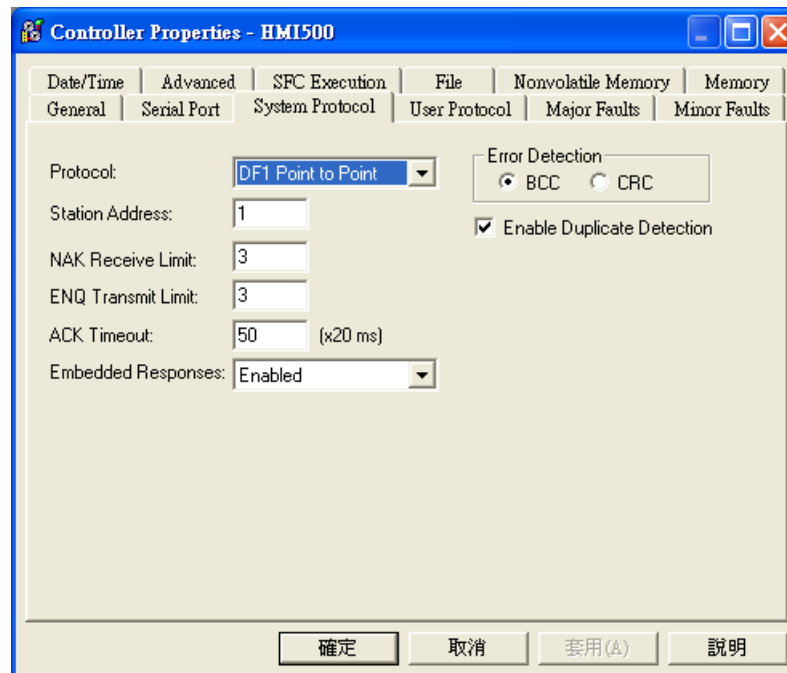 Controller Properties - HMI500
Date/Time Advanced SFC Execution File Nonvolatile Memory Memory
General Serial Port System Protocol User Protocol Major Faults Minor Faults
Protocol: DF1 Point to Point
Error Detection
BCC CRC
Station Address: 1
Enable Duplicate Detection
NAK Receive Limit: 3
ENQ Transmit Limit: 3
ACK Timeout: 50 (x20 ms)
Embedded Responses: Enabled
確定 取消 套用(A) 說明